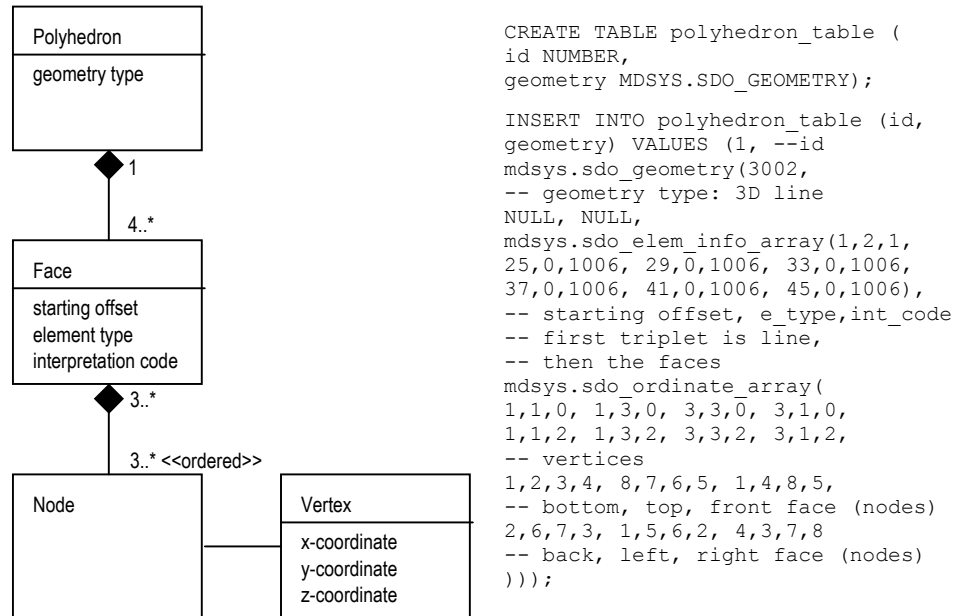 Polyhedron
geometry type
1
4..*
Face
starting offset
element type
interpretation code
3..*
3..* <<ordered>>
Node
Vertex
x-coordinate
y-coordinate
z-coordinate
CREATE TABLE polyhedron_table (
id NUMBER,
geometry MDSYS.SDO_GEOMETRY);
INSERT INTO polyhedron_table (id,
geometry) VALUES (1, --id
mdsys.sdo_geometry(3002,
-- geometry type: 3D line
NULL, NULL,
mdsys.sdo_elem_info_array(1,2,1,
25,0,1006, 29,0,1006, 33,0,1006,
37,0,1006, 41,0,1006, 45,0,1006),
-- starting offset, e_type,int_code
-- first triplet is line,
-- then the faces
mdsys.sdo_ordinate_array(
1,1,0, 1,3,0, 3,3,0, 3,1,0,
1,1,2, 1,3,2, 3,3,2, 3,1,2,
-- vertices
1,2,3,4, 8,7,6,5, 1,4,8,5,
-- bottom, top, front face (nodes)
2,6,7,3, 1,5,6,2, 4,3,7,8
-- back, left, right face (nodes)
)));